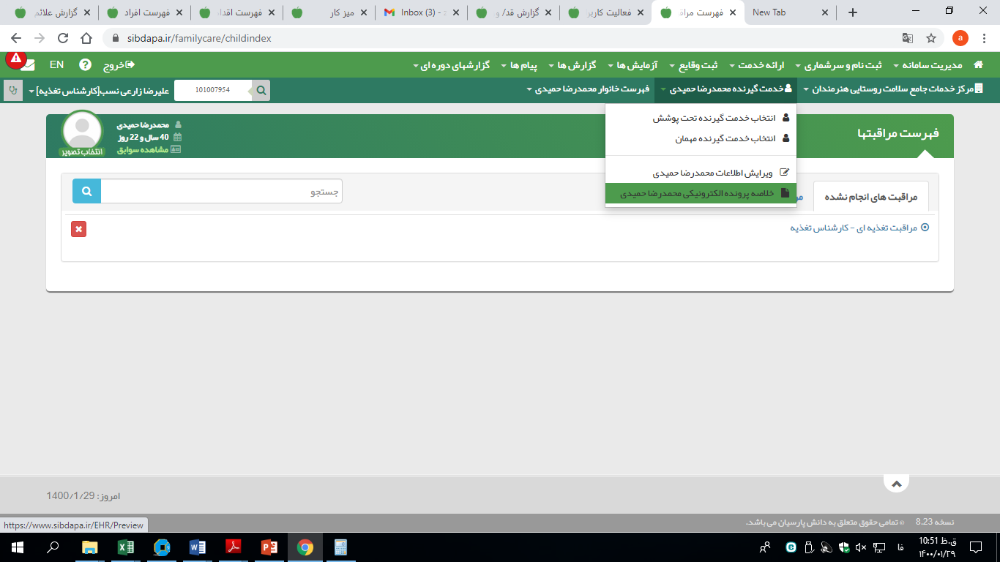 گزارش علائم
فهرست افراد
فهرست اقدا
میز کار
Inbox (3) -
گزارش قد/ و
فعالیت کاربر
فهرست مراق
New Tab
sibdapa.ir/familycare/childindex
a
مدیریت سامانه
ثبت نام و سرشماری
ارائه خدمت
ثبت وقایع
آزمایش ها
گزارش ها
پیام ها
گزارشهای دوره ای
خروج
EN
مرکز خدمات جامع سلامت روستایی هنرمندان
خدمت گیرنده محمدرضا حمیدی
فهرست خانوار محمدرضا حمیدی
101007954
علیرضا زارعی نسب[کارشناس تغذیه]
انتخاب خدمت گیرنده تحت پوشش
انتخاب خدمت گیرنده مهمان
ویرایش اطلاعات محمدرضا حمیدی
خلاصه پرونده الکترونیکی محمدرضا حمیدی
فهرست مراقبتها
محمدرضا حمیدی
40 سال و 22 روز
مشاهده سوابق
انتخاب تصویر
مراقبت های انجام نشده
جستجو
مراقبت تغذیه ای - کارشناس تغذیه
امروز: 1400/1/29
https://www.sibdapa.ir/EHR/Preview
نسخه 8.23
© تمامی حقوق متعلق به دانش پارسیان می باشد.
فا
10:51 ق.ظ
۱۴۰۰/۰۱/۲۹